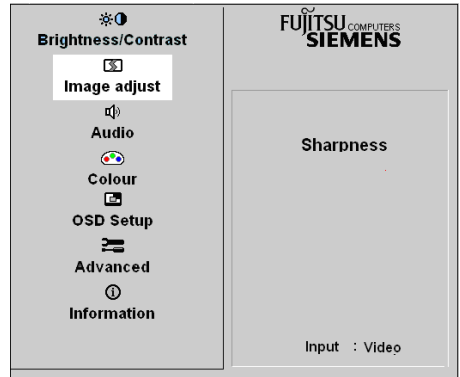 Brightness/Contrast
Image adjust
Audio
Colour
OSD Setup
Advanced
Information
FUJITSU COMPUTERS
SIEMENS
Sharpness
Input : Video